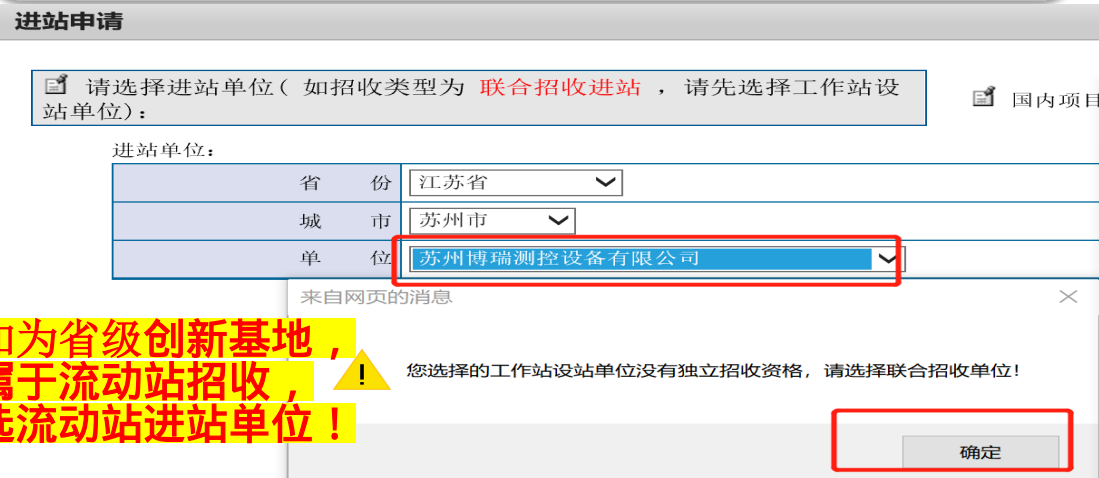 进站申请
请选择进站单位( 如招收类型为 联合招收进站 ，请先选择工作站设
站单位)：
国内项目
进站单位：
省 份 江苏省
城 市 苏州市
单 位 苏州博瑞测控设备有限公司
来自网页的消息
为省级创新基地，
于流动站招收，
流动站进站单位！
您选择的工作站设站单位没有独立招收资格，请选择联合招收单位！
确定